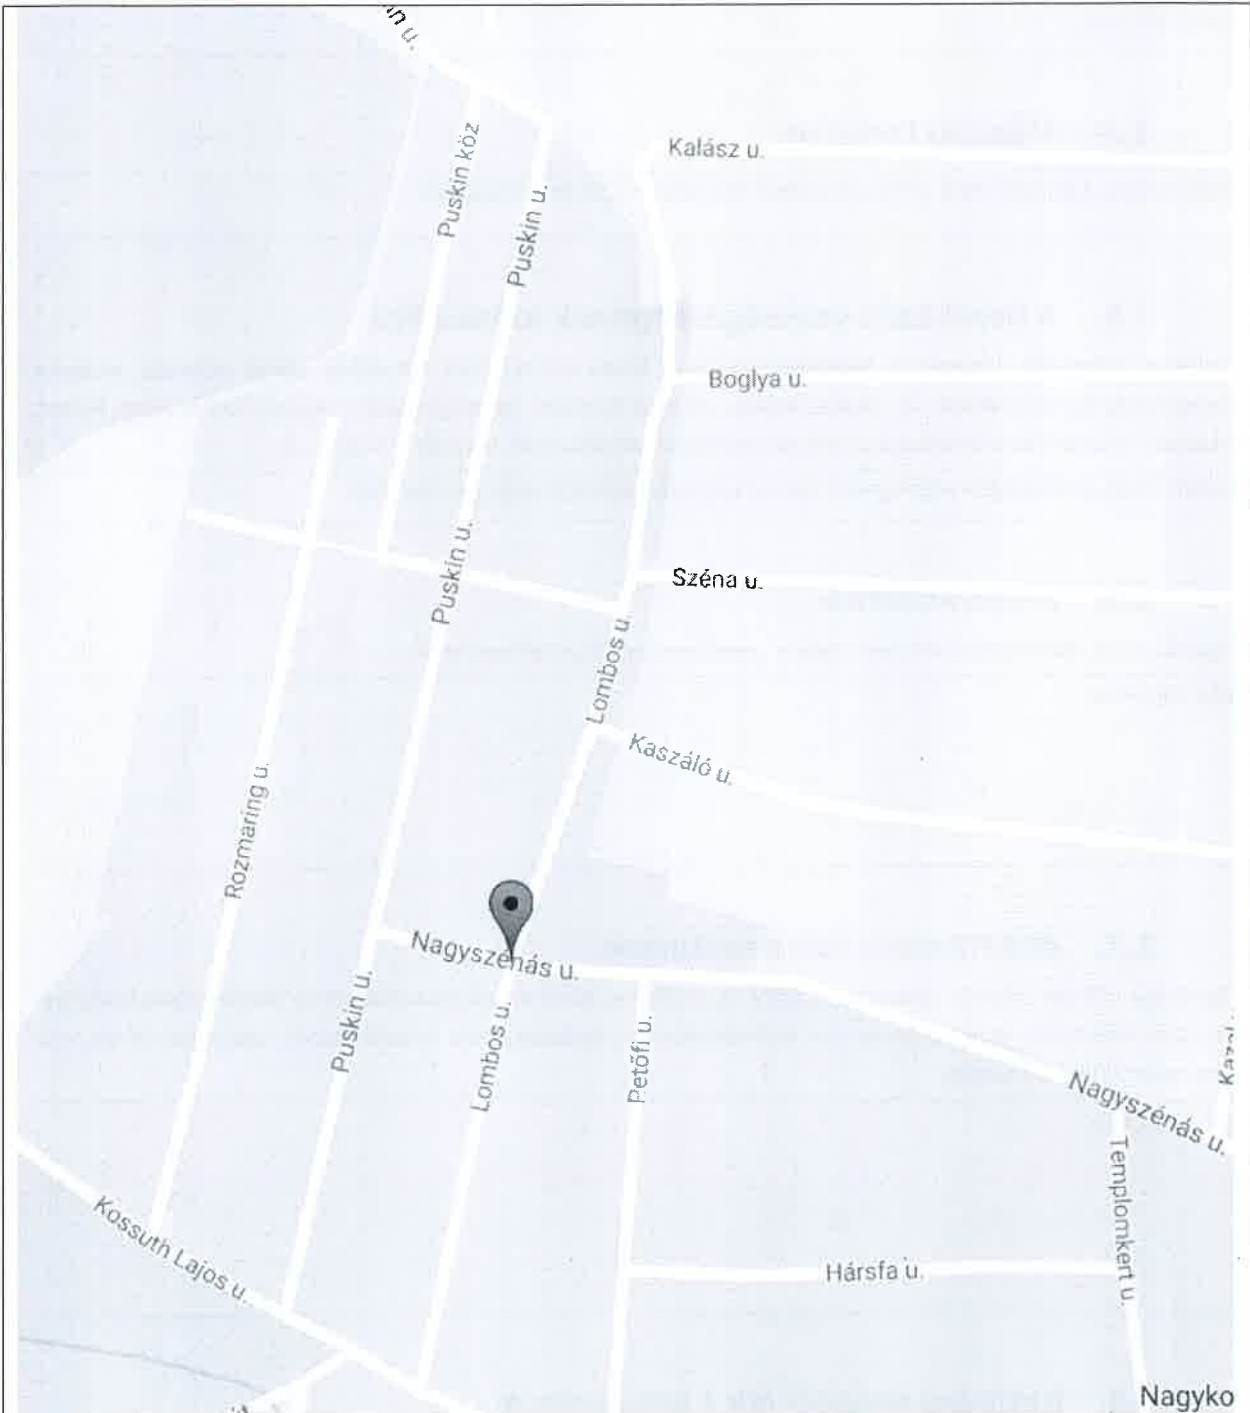 Kalász u.
Puskin köz
Puskin u.
Boglya u.
Puskin u.
Széna u.
Lombos u.
Kaszáló u.
Rozmaring u.
Nagyszénás u.
Puskin u.
Lombos u.
Petőfi u.
Nagyszénás u.
Templomkert u.
Kossuth Lajos u.
Hársfa u.
Nagyko